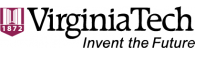 VirginiaTech
1872
Invent the Future